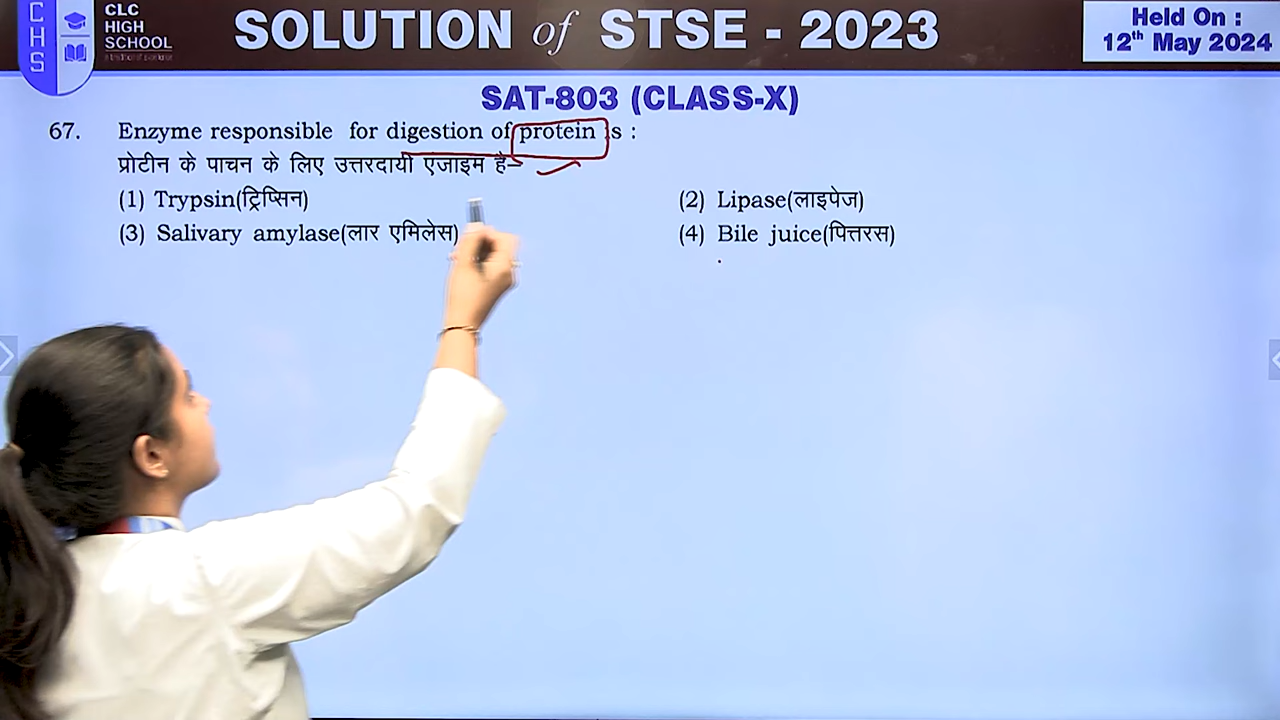 CHS
CLC
HIGH
SCHOOL
SOLUTION of STSE - 2023
Held On :
12th May 2024
SAT-803 (CLASS-X)
67. Enzyme responsible for digestion of protein is :
प्रोटीन के पाचन के लिए उत्तरदायी एंजाइम है–
(1) Trypsin(ट्रिप्सिन) (2) Lipase(लाइपेज)
(3) Salivary amylase(लार एमिलेस) (4) Bile juice(पित्तरस)